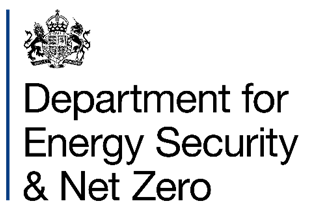 Department for
Energy Security
& Net Zero